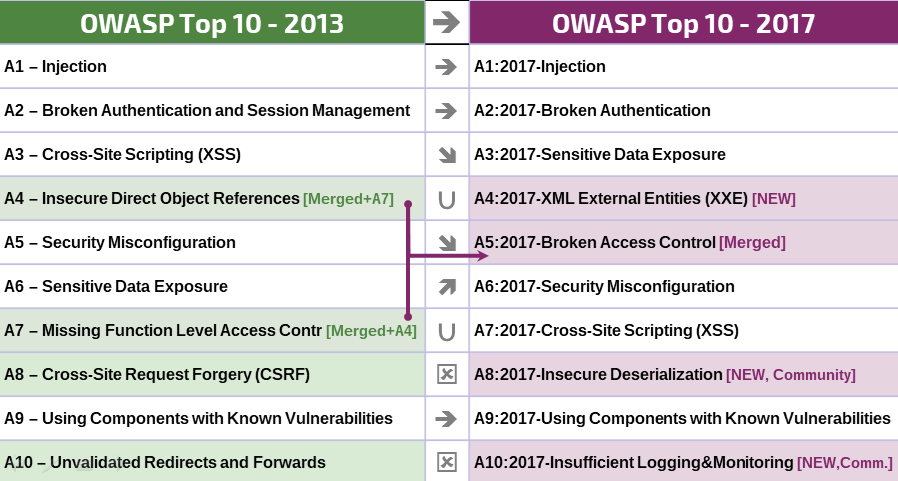 OWASP Top 10 - 2013 → OWASP Top 10 - 2017
A1 – Injection → A1:2017-Injection
A2 – Broken Authentication and Session Management → A2:2017-Broken Authentication
A3 – Cross-Site Scripting (XSS) ↘ A3:2017-Sensitive Data Exposure
A4 – Insecure Direct Object References [Merged+A7] U A4:2017-XML External Entities (XXE) [NEW]
A5 – Security Misconfiguration ↘ A5:2017-Broken Access Control [Merged]
A6 – Sensitive Data Exposure ↗ A6:2017-Security Misconfiguration
A7 – Missing Function Level Access Contr [Merged+A4] U A7:2017-Cross-Site Scripting (XSS)
A8 – Cross-Site Request Forgery (CSRF) ☒ A8:2017-Insecure Deserialization [NEW, Community]
A9 – Using Components with Known Vulnerabilities → A9:2017-Using Components with Known Vulnerabilities
A10 – Unvalidated Redirects and Forwards ☒ A10:2017-Insufficient Logging&Monitoring [NEW,Comm.]